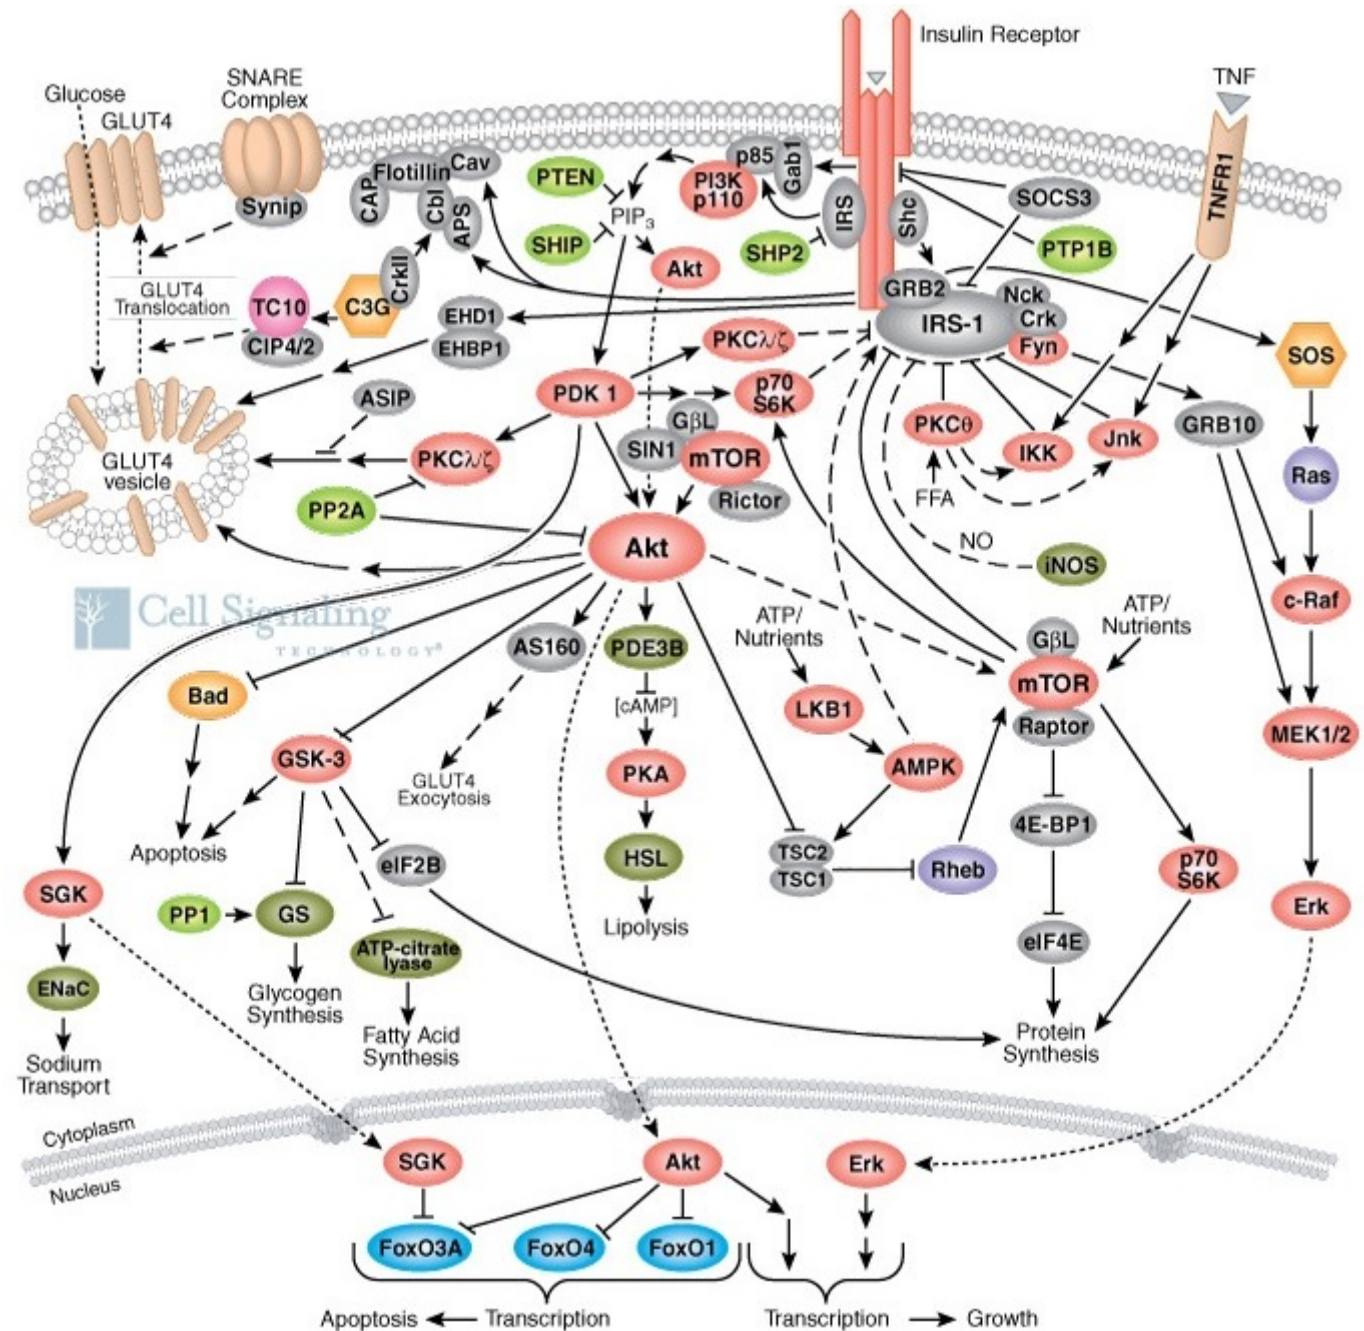 Insulin Receptor
Glucose
GLUT4
SNARE
Complex
TNF
TNFR1
Synip
CAP
Flotillin
Cav
Cbl
APS
CrkII
PTEN
SHIP
PIP3
Akt
PI3K
p110
p85
Gab1
SHP2
IRS
Shc
SOCS3
PTP1B
GLUT4
Translocation
TC10
CIP4/2
C3G
EHD1
EHBP1
GRB2
IRS-1
Nck
Crk
Fyn
SOS
ASIP
PDK 1
PKCλ/ζ
p70
S6K
PKCθ
FFA
IKK
Jnk
GRB10
Ras
GLUT4
vesicle
PKCλ/ζ
PP2A
SIN1
GβL
mTOR
Rictor
Akt
NO
iNOS
c-Raf
Cell Signaling
TECHNOLOGY®
AS160
PDE3B
[cAMP]
ATP/
Nutrients
ATP/
Nutrients
GβL
mTOR
Raptor
LKB1
AMPK
MEK1/2
Bad
GSK-3
GLUT4
Exocytosis
PKA
HSL
Lipolysis
TSC2
TSC1
Rheb
4E-BP1
eIF4E
p70
S6K
Erk
Apoptosis
eIF2B
SGK
PP1
GS
ATP-citrate
lyase
ENaC
Glycogen
Synthesis
Fatty Acid
Synthesis
Protein
Synthesis
Sodium
Transport
Cytoplasm
Nucleus
SGK
Akt
Erk
FoxO3A
FoxO4
FoxO1
Apoptosis
Transcription
Transcription
Growth